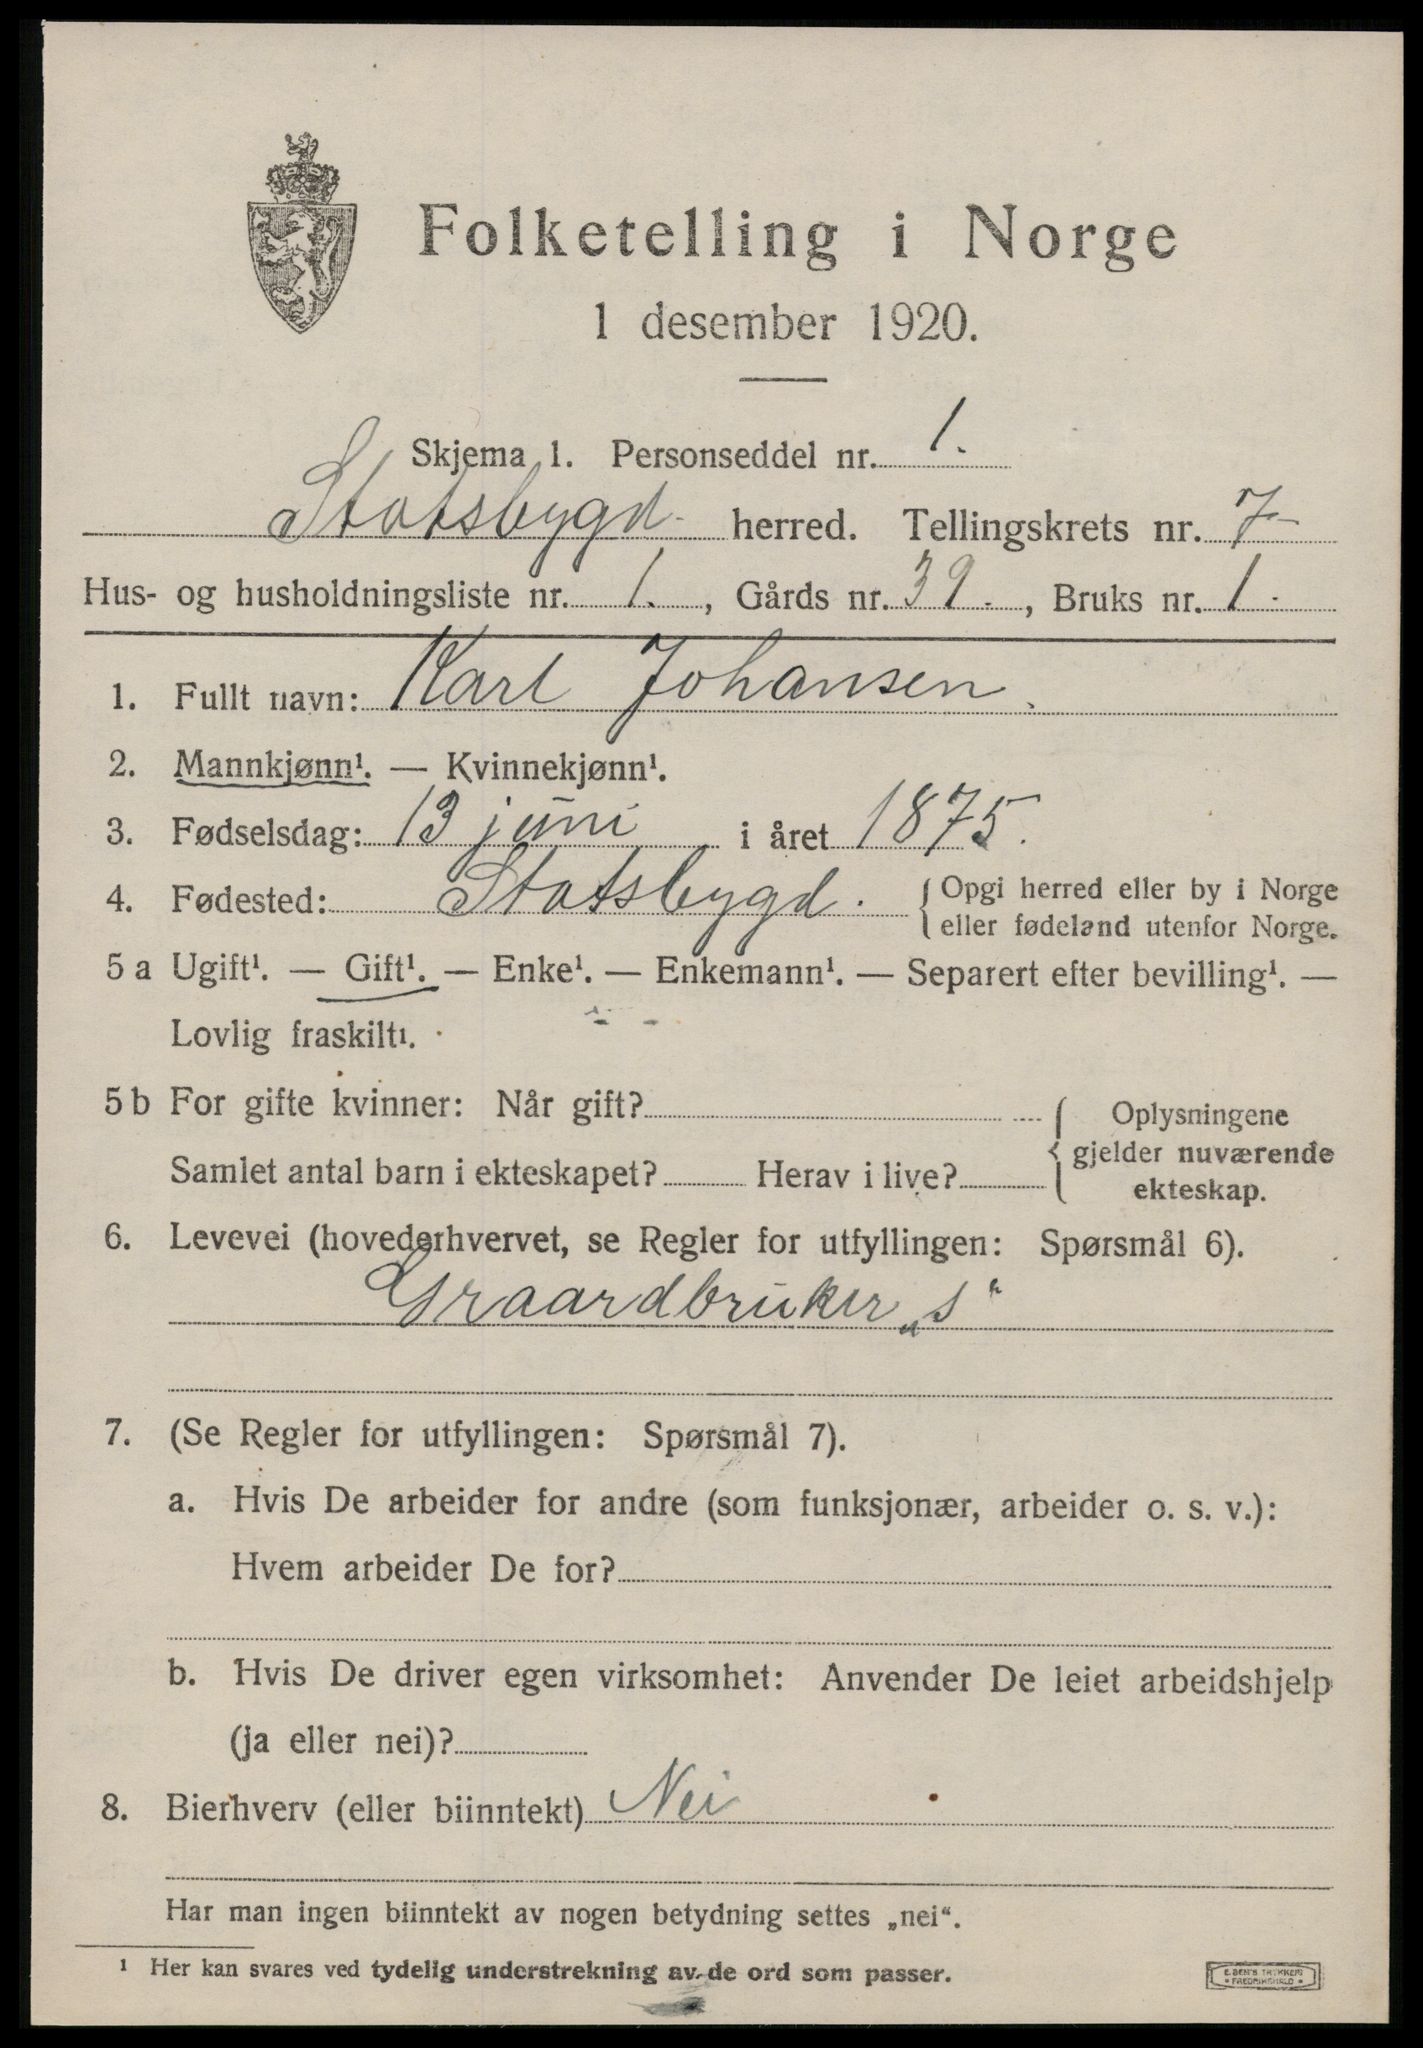 Folketelling i Norge
1 desember 1920.
Skjema 1. Personseddel nr. 1.
Statsbygd herred. Tellingskrets nr. 7
Hus- og husholdningsliste nr. 1., Gårds nr. 39., Bruks nr. 1.
1. Fullt navn: Karl Johansen.
2. Mannkjønn¹. — Kvinnekjønn¹.
3. Fødselsdag: 13 juni i året 1875.
4. Fødested: Statsbygd. { Opgi herred eller by i Norge
eller fødeland utenfor Norge.
5 a Ugift¹. — Gift¹. — Enke¹. — Enkemann¹. — Separert efter bevilling¹. —
Lovlig fraskilt¹.
5 b For gifte kvinner: Når gift? { Oplysningene
gjelder nuværende
Samlet antal barn i ekteskapet? Herav i live? ekteskap.
6. Levevei (hovederhvervet, se Regler for utfyllingen: Spørsmål 6).
Graardbruker „s“
7. (Se Regler for utfyllingen: Spørsmål 7).
a. Hvis De arbeider for andre (som funksjonær, arbeider o. s. v.):
Hvem arbeider De for?
b. Hvis De driver egen virksomhet: Anvender De leiet arbeidshjelp
(ja eller nei)?
8. Bierhverv (eller biinntekt) Nei
Har man ingen biinntekt av nogen betydning settes „nei“.
¹ Her kan svares ved tydelig understrekning av de ord som passer.
E. SEM'S TRYKKERI
FREDRIKSHALD